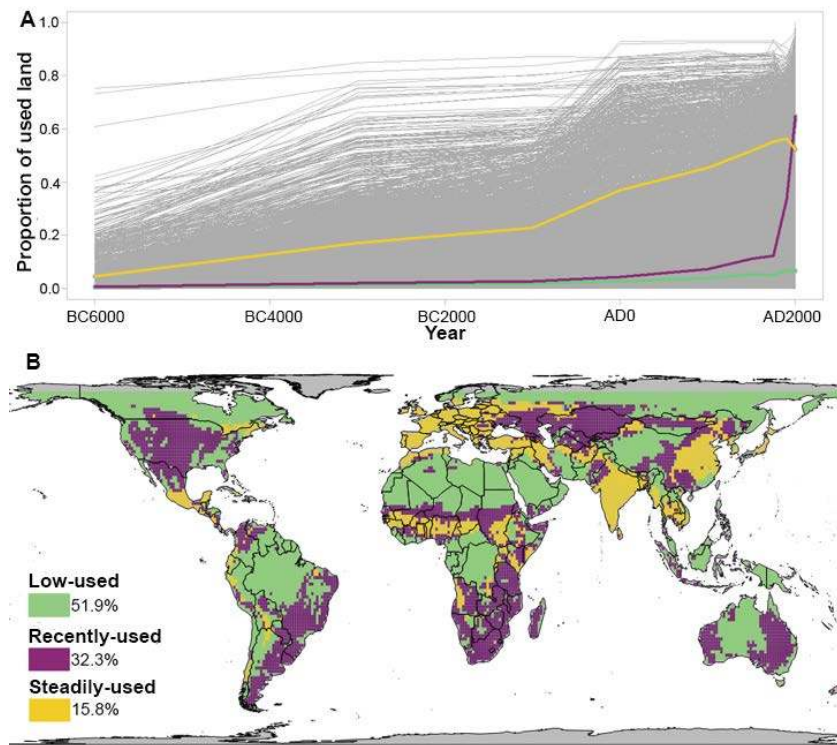 A
1.0
0.8
0.6
0.4
0.2
0.0
Proportion of used land
BC6000 BC4000 BC2000 AD0 AD2000
Year
B
Low-used
51.9%
Recently-used
32.3%
Steadily-used
15.8%